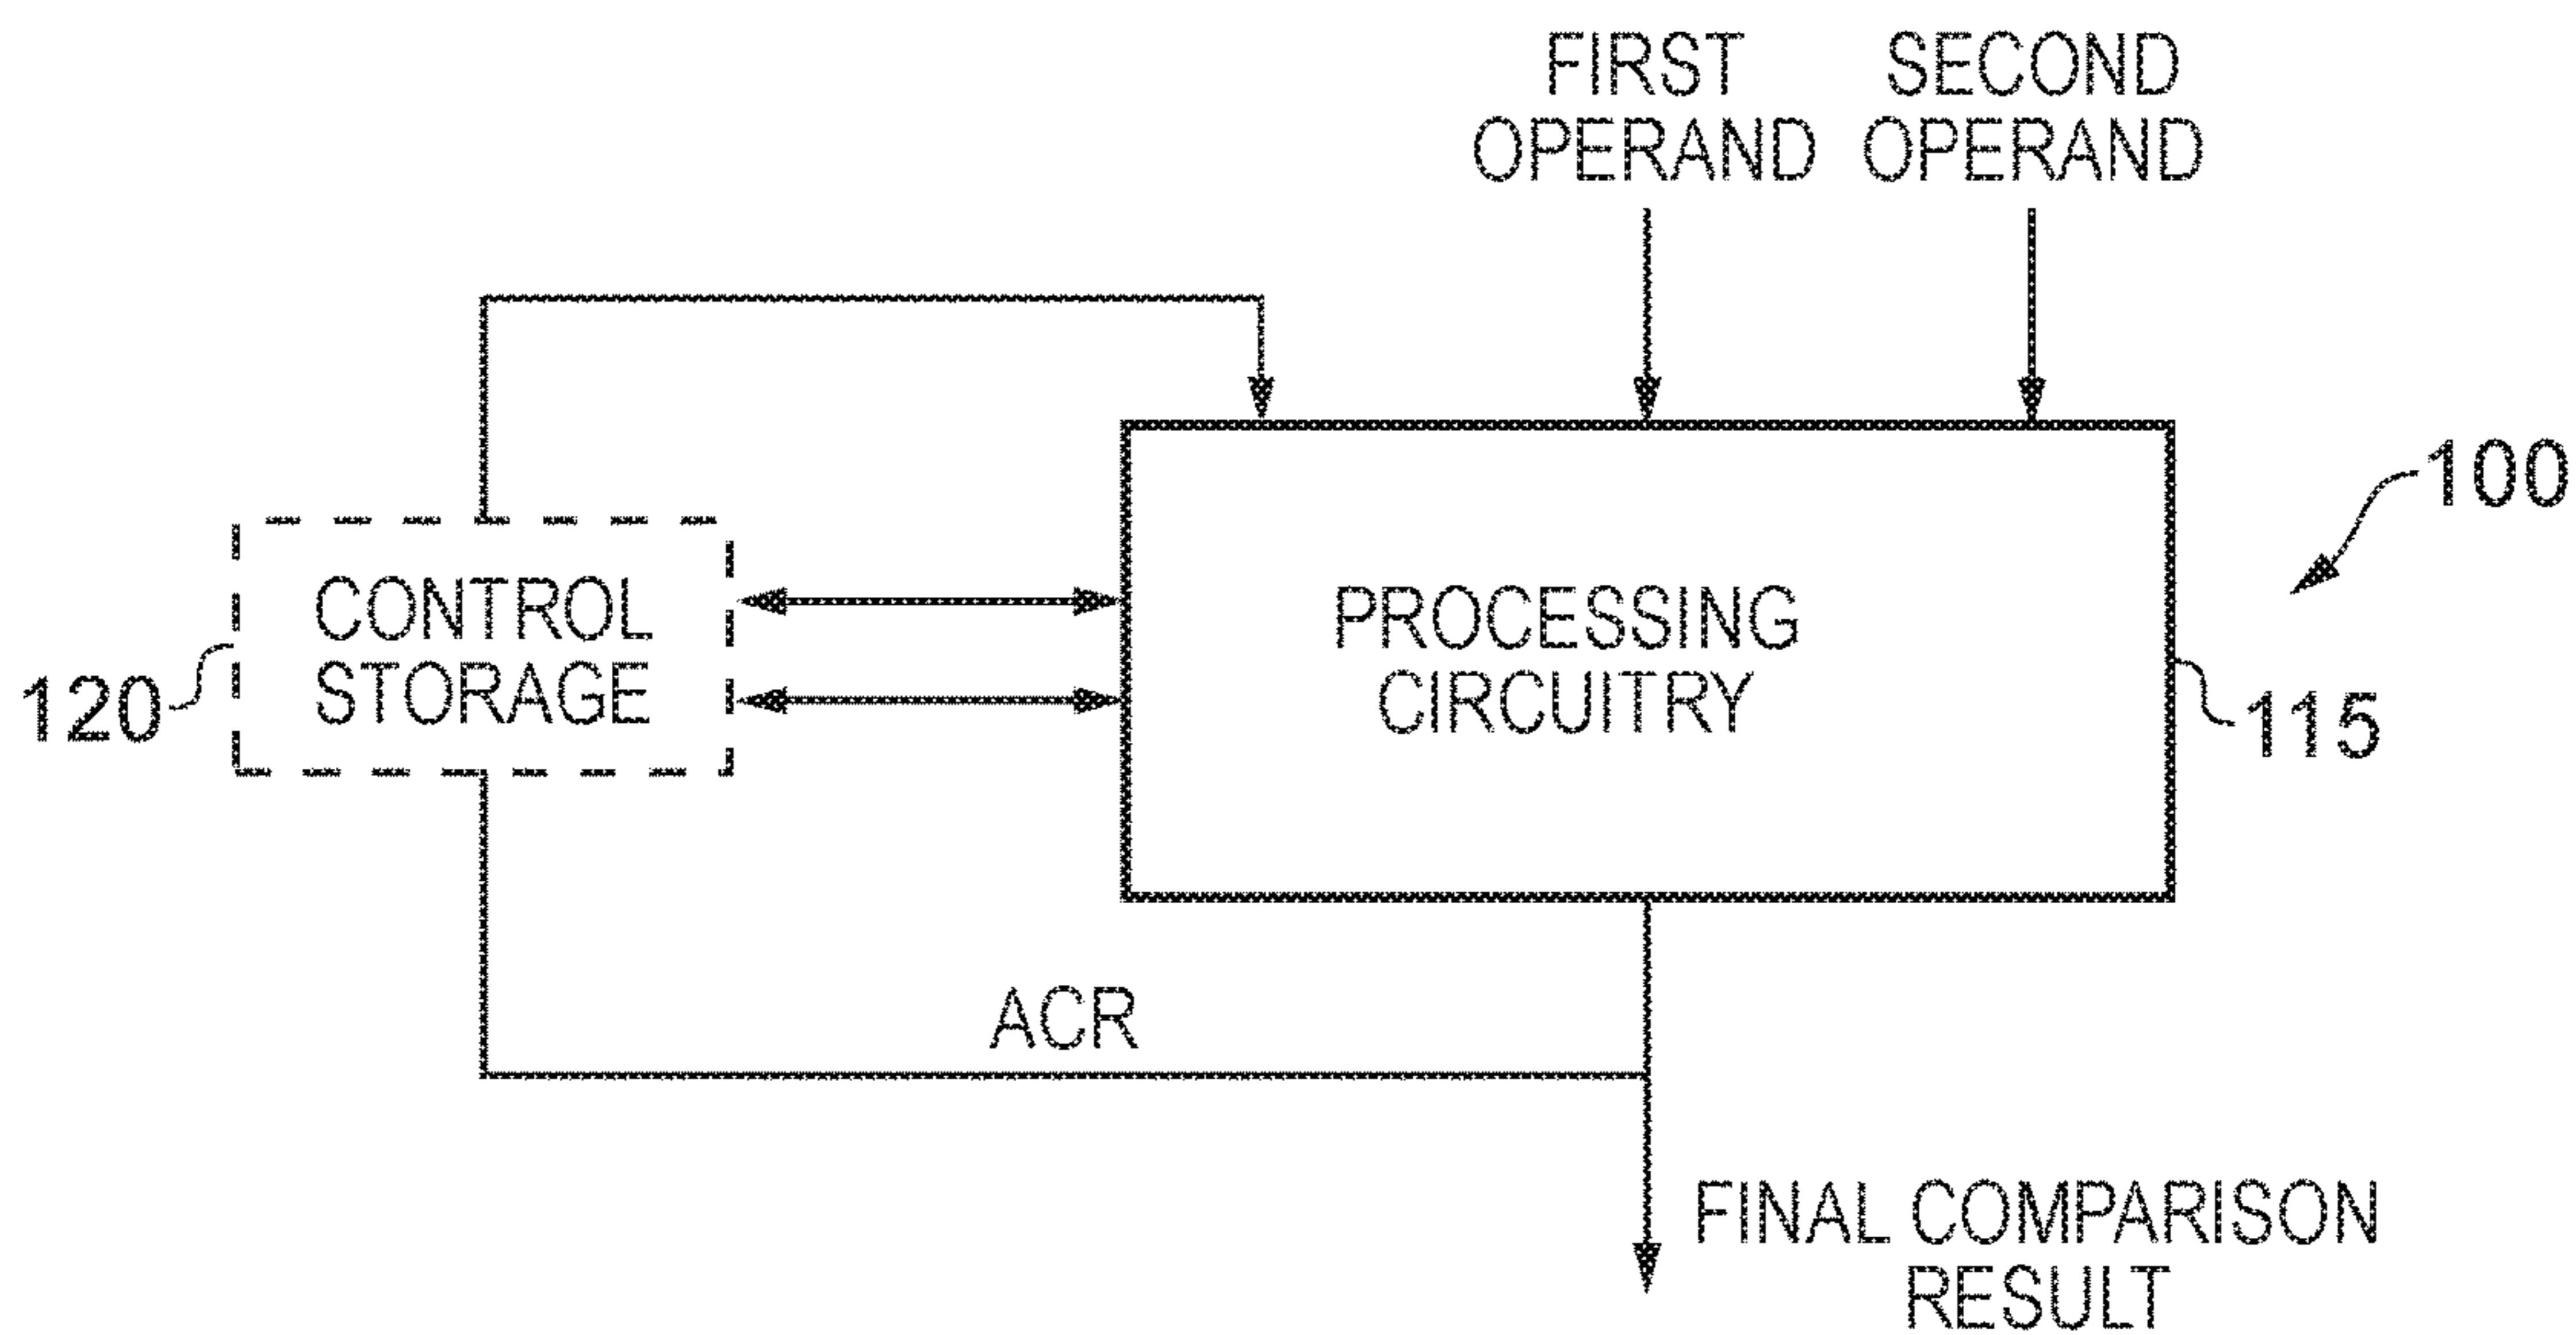 FIRST
OPERAND
SECOND
OPERAND
100
CONTROL
STORAGE
120
PROCESSING
CIRCUITRY
115
ACR
FINAL COMPARISON
RESULT